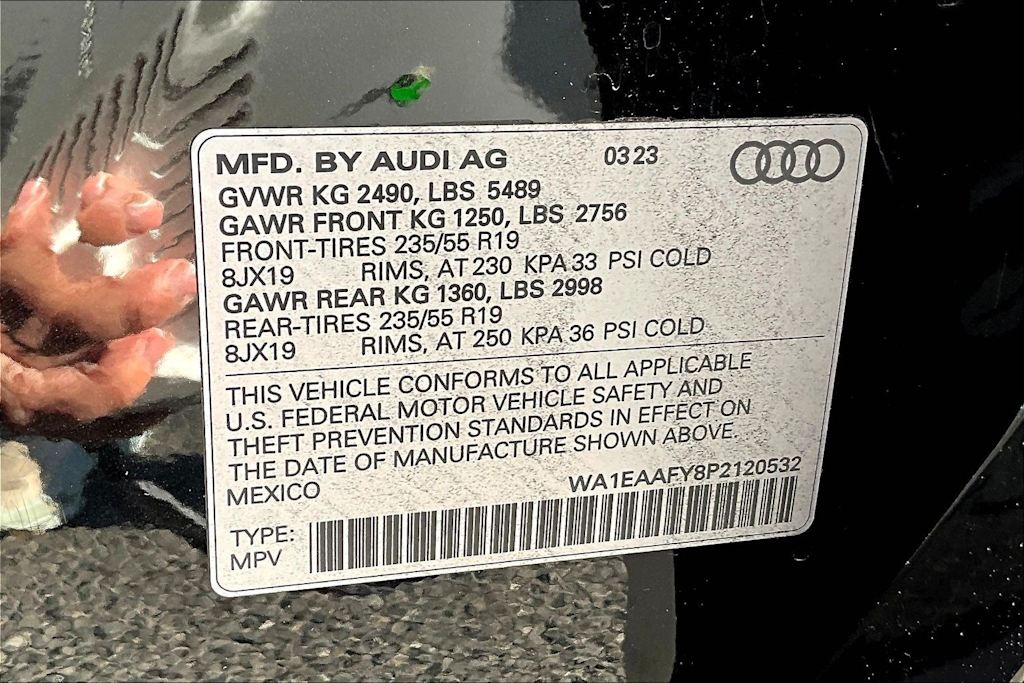 MFD. BY AUDI AG 03 23
GVWR KG 2490, LBS 5489
GAWR FRONT KG 1250, LBS 2756
FRONT-TIRES 235/55 R19
8JX19 RIMS, AT 230 KPA 33 PSI COLD
GAWR REAR KG 1360, LBS 2998
REAR-TIRES 235/55 R19
8JX19 RIMS, AT 250 KPA 36 PSI COLD
THIS VEHICLE CONFORMS TO ALL APPLICABLE
U.S. FEDERAL MOTOR VEHICLE SAFETY AND
THEFT PREVENTION STANDARDS IN EFFECT ON
THE DATE OF MANUFACTURE SHOWN ABOVE.
MEXICO WA1EAAFY8P2120532
TYPE:
MPV